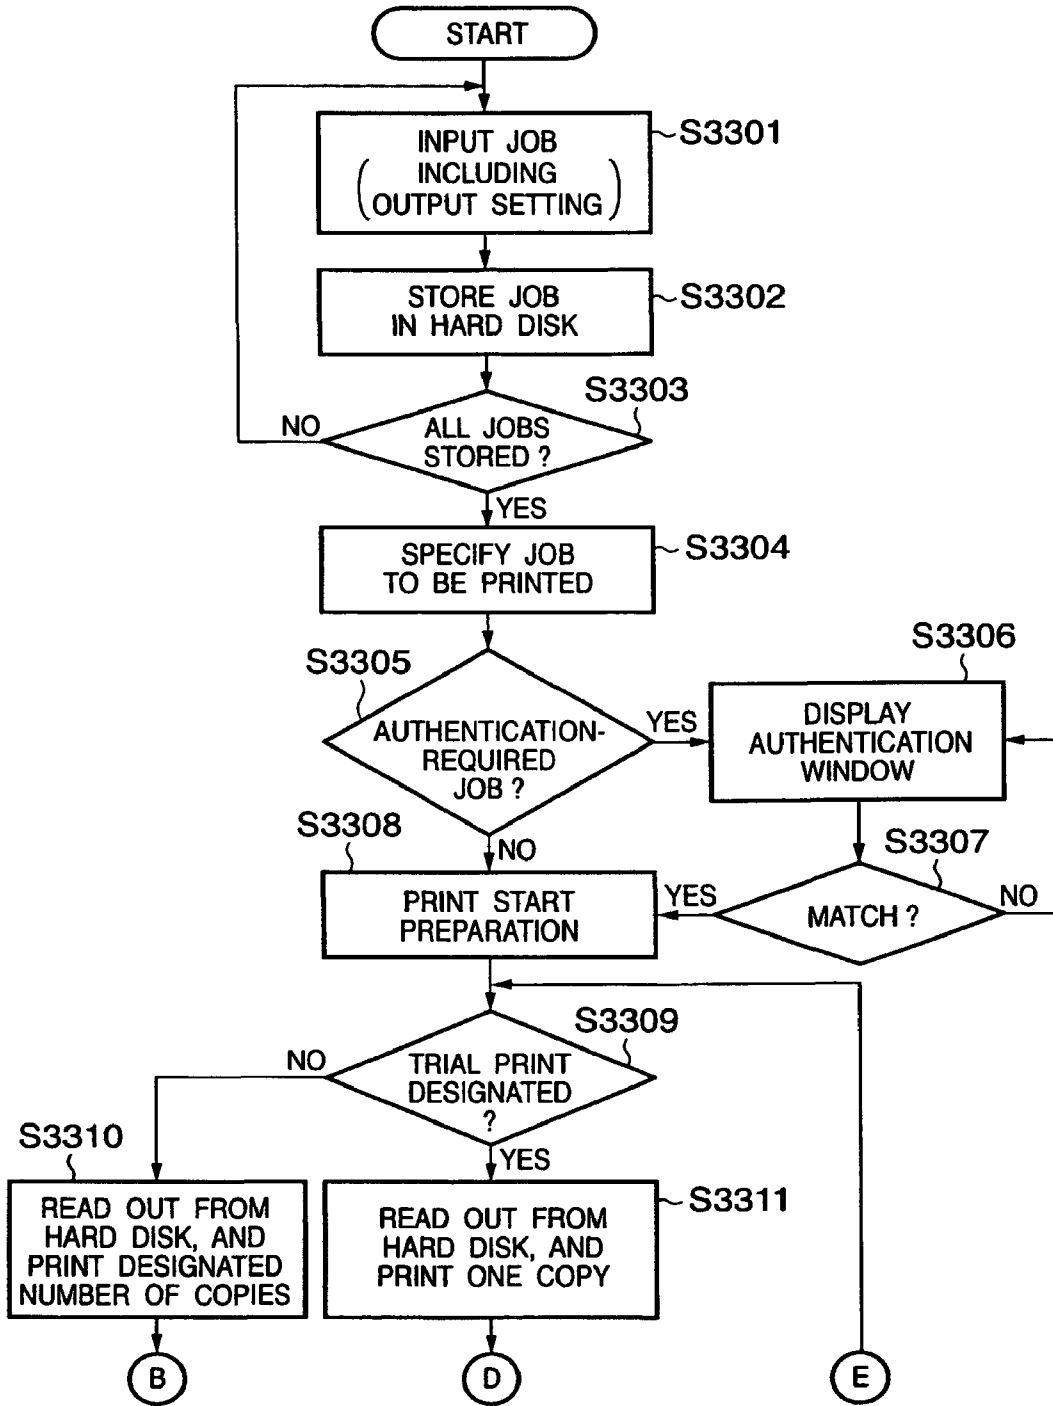 START
INPUT JOB
INCLUDING
OUTPUT SETTING
S3301
STORE JOB
IN HARD DISK
S3302
S3303
NO
ALL JOBS
STORED ?
YES
SPECIFY JOB
TO BE PRINTED
S3304
S3305
AUTHENTICATION-
REQUIRED
JOB ?
YES
S3306
DISPLAY
AUTHENTICATION
WINDOW
NO
S3307
MATCH ?
YES
NO
S3308
PRINT START
PREPARATION
S3309
TRIAL PRINT
DESIGNATED
?
NO
YES
S3310
READ OUT FROM
HARD DISK, AND
PRINT DESIGNATED
NUMBER OF COPIES
S3311
READ OUT FROM
HARD DISK, AND
PRINT ONE COPY
B
D
E